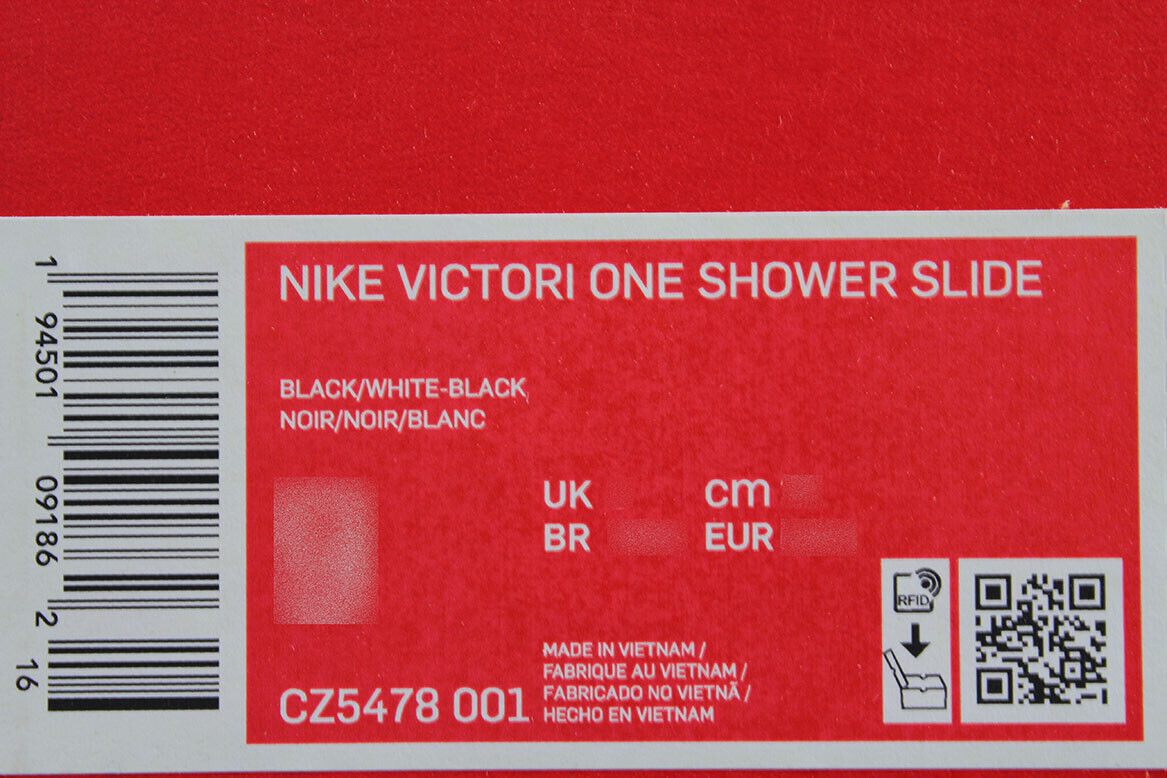 NIKE VICTORI ONE SHOWER SLIDE
BLACK/WHITE-BLACK
NOIR/NOIR/BLANC
UK
cm
BR
EUR
CZ5478 001
MADE IN VIETNAM /
FABRIQUE AU VIETNAM /
FABRICADO NO VIETNÃ /
HECHO EN VIETNAM
RFID
1 94501 09186 2
16